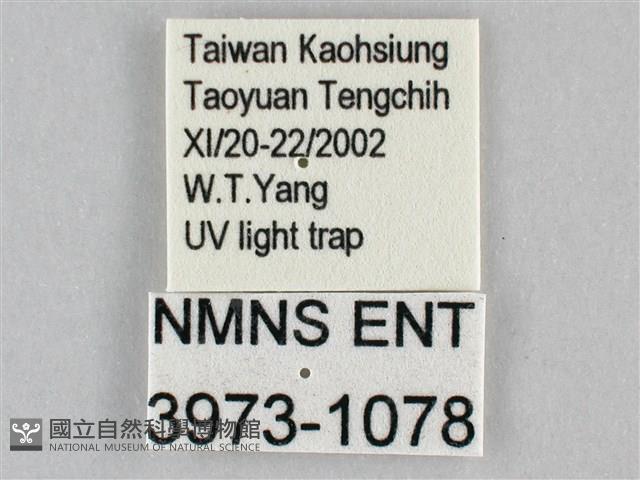 Taiwan Kaohsiung
Taoyuan Tengchih
XI/20-22/2002
W.T.Yang
UV light trap
NMNS ENT
3973-1078
國立自然科學博物館
NATIONAL MUSEUM OF NATURAL SCIENCE